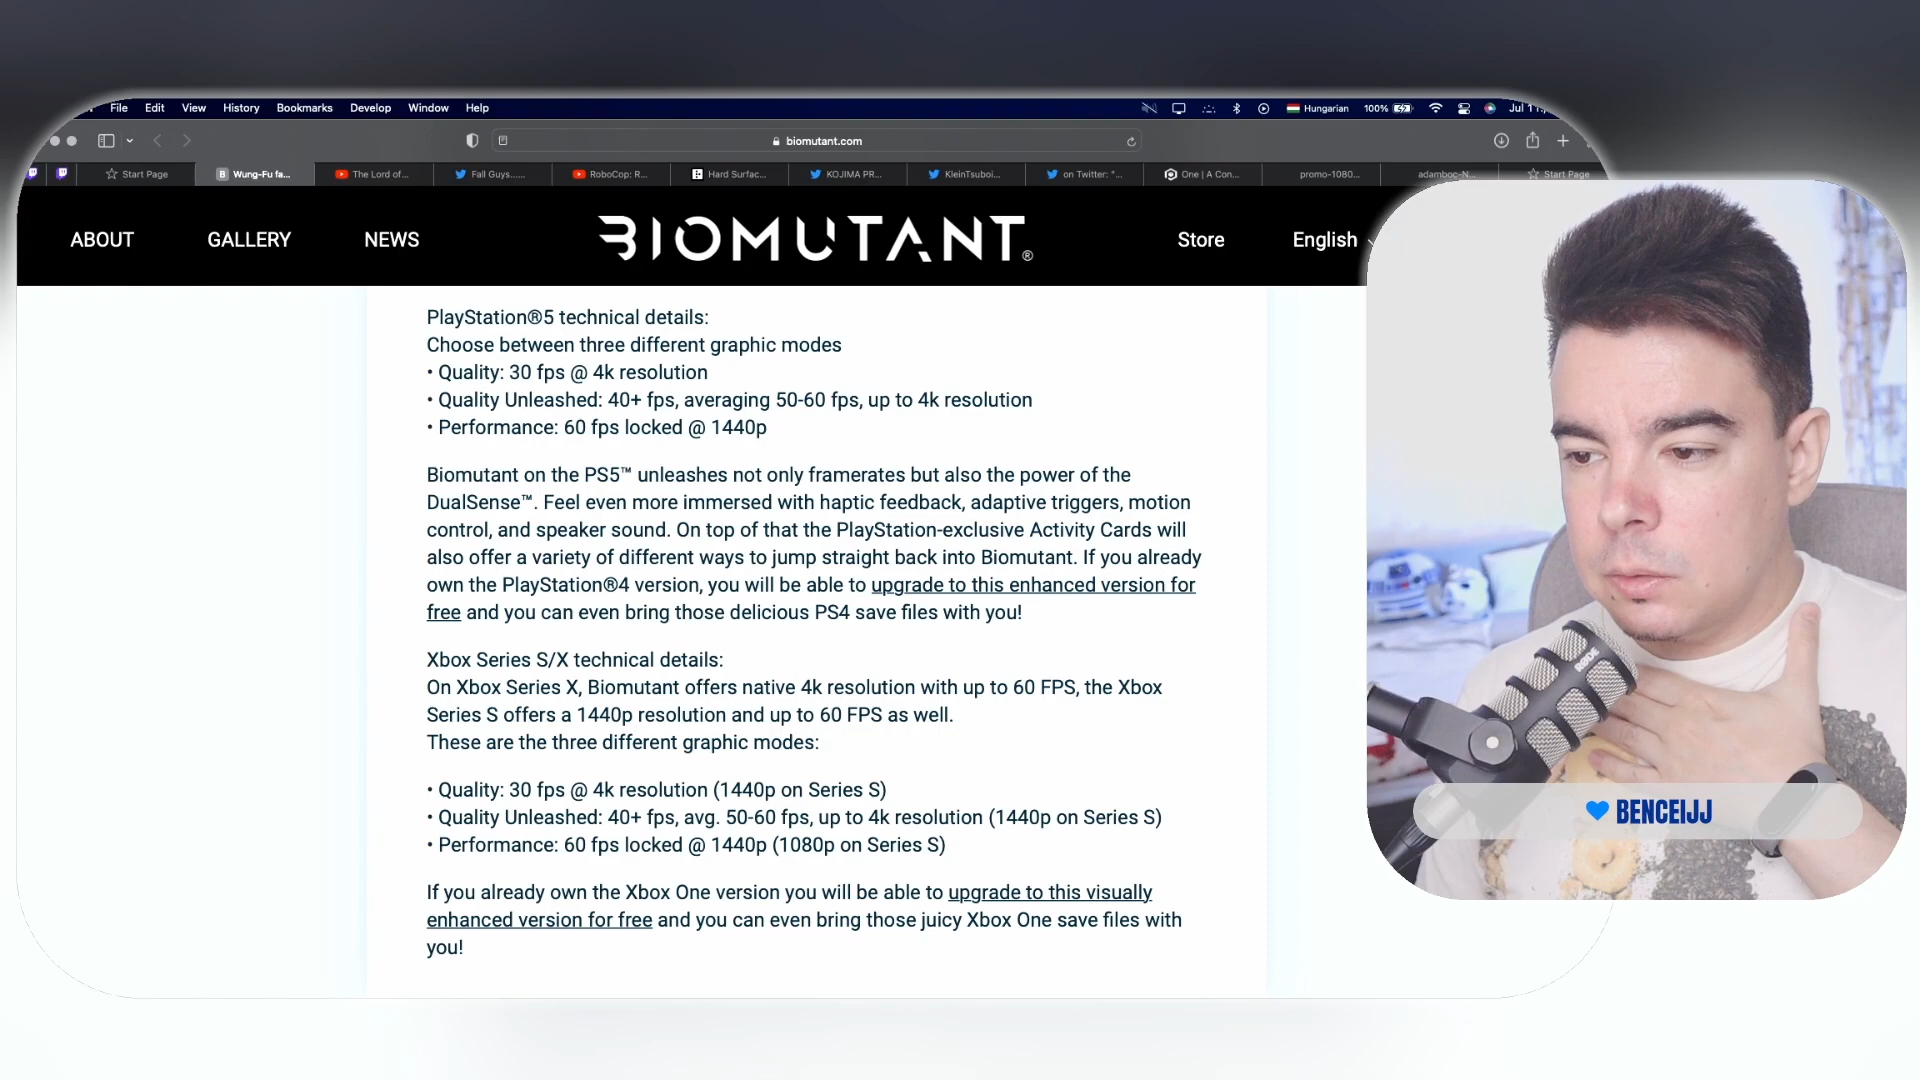 File Edit View History Bookmarks Develop Window Help
Hungarian 100%
biomutant.com
Start Page
Wung-Fu fa...
The Lord of...
Fall Guys......
RoboCop: R...
Hard Surfac...
KOJIMA PR...
KleinTsuboi...
on Twitter: "...
One | A Con...
promo-1080...
adamboc-N...
Start Page
ABOUT GALLERY NEWS
BIOMUTANT®
Store English
PlayStation®5 technical details:
Choose between three different graphic modes
• Quality: 30 fps @ 4k resolution
• Quality Unleashed: 40+ fps, averaging 50-60 fps, up to 4k resolution
• Performance: 60 fps locked @ 1440p
Biomutant on the PS5™ unleashes not only framerates but also the power of the
DualSense™. Feel even more immersed with haptic feedback, adaptive triggers, motion
control, and speaker sound. On top of that the PlayStation-exclusive Activity Cards will
also offer a variety of different ways to jump straight back into Biomutant. If you already
own the PlayStation®4 version, you will be able to upgrade to this enhanced version for
free and you can even bring those delicious PS4 save files with you!
Xbox Series S/X technical details:
On Xbox Series X, Biomutant offers native 4k resolution with up to 60 FPS, the Xbox
Series S offers a 1440p resolution and up to 60 FPS as well.
These are the three different graphic modes:
• Quality: 30 fps @ 4k resolution (1440p on Series S)
• Quality Unleashed: 40+ fps, avg. 50-60 fps, up to 4k resolution (1440p on Series S)
• Performance: 60 fps locked @ 1440p (1080p on Series S)
If you already own the Xbox One version you will be able to upgrade to this visually
enhanced version for free and you can even bring those juicy Xbox One save files with
you!
RØDE
BENCEIJJ